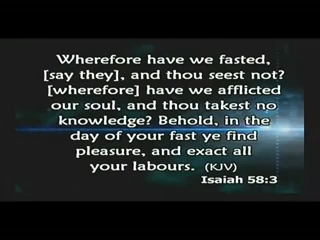 Wherefore have we fasted,
[say they], and thou seest not?
[wherefore] have we afflicted
our soul, and thou takest no
knowledge? Behold, in the
day of your fast ye find
pleasure, and exact all
your labours. (KJV)
Isaiah 58:3